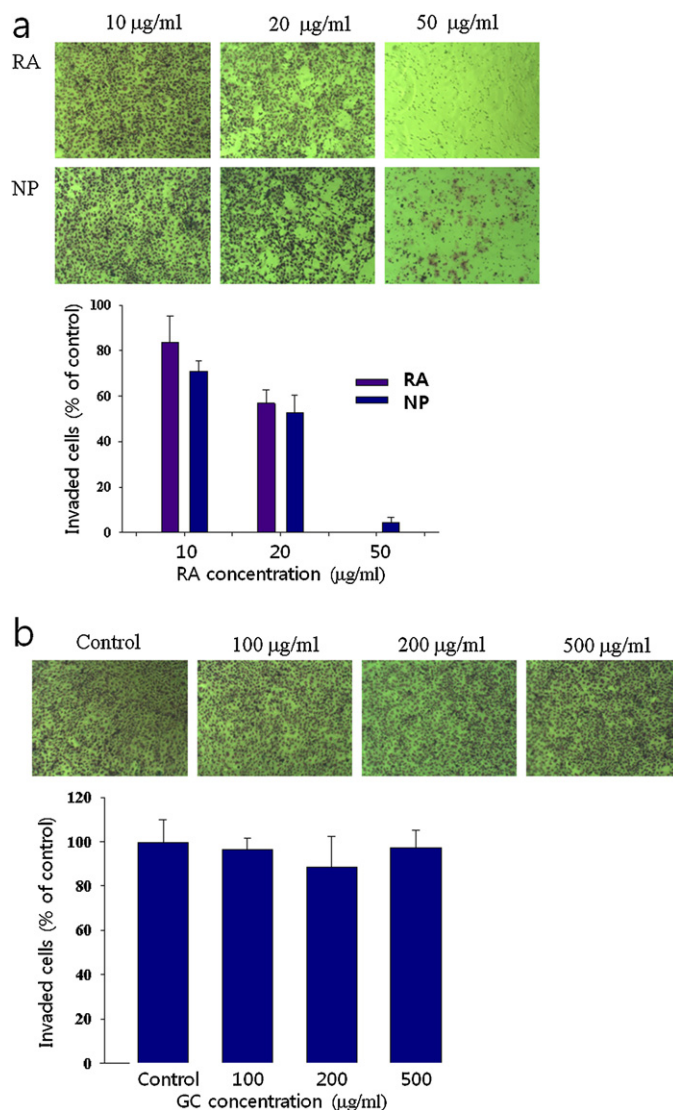 a
10 µg/ml 20 µg/ml 50 µg/ml
RA
NP
Invaded cells (% of control)
100
80
60
40
20
0
RA
NP
10 20 50
RA concentration (µg/ml)
b
Control 100 µg/ml 200 µg/ml 500 µg/ml
Invaded cells (% of control)
120
100
80
60
40
20
0
Control 100 200 500
GC concentration (µg/ml)